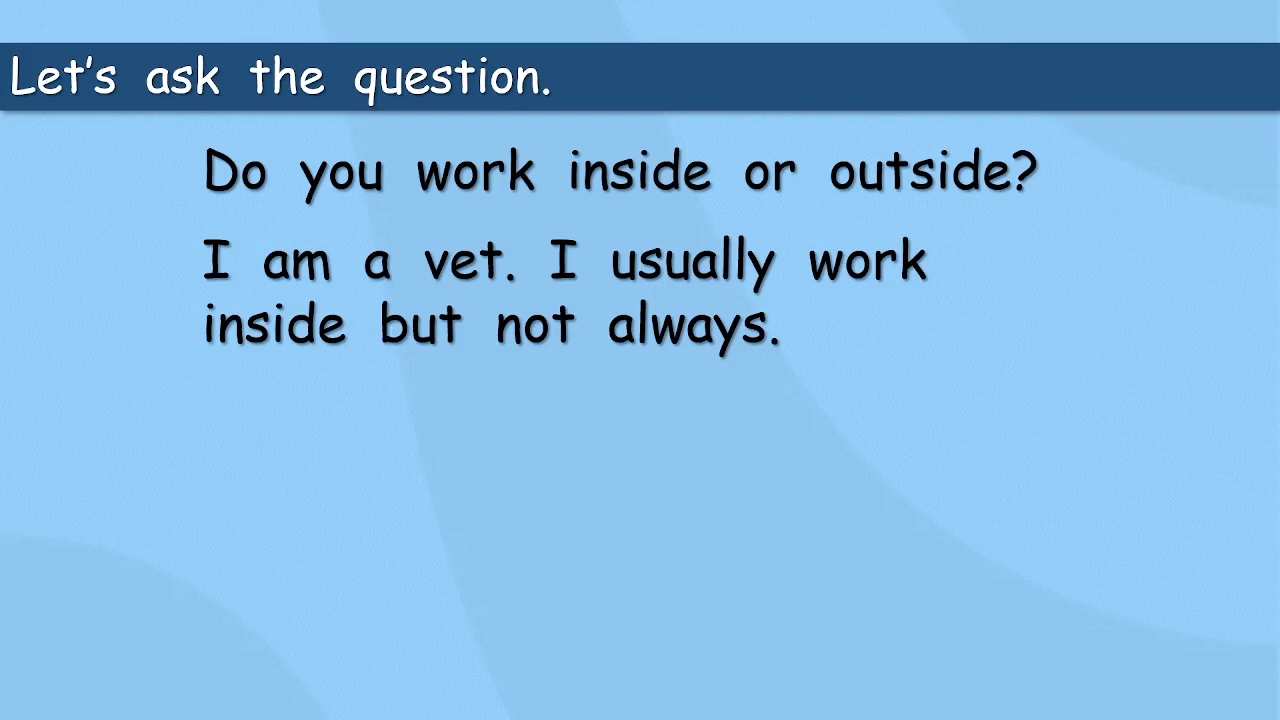 Let's ask the question.
Do you work inside or outside?
I am a vet. I usually work
inside but not always.